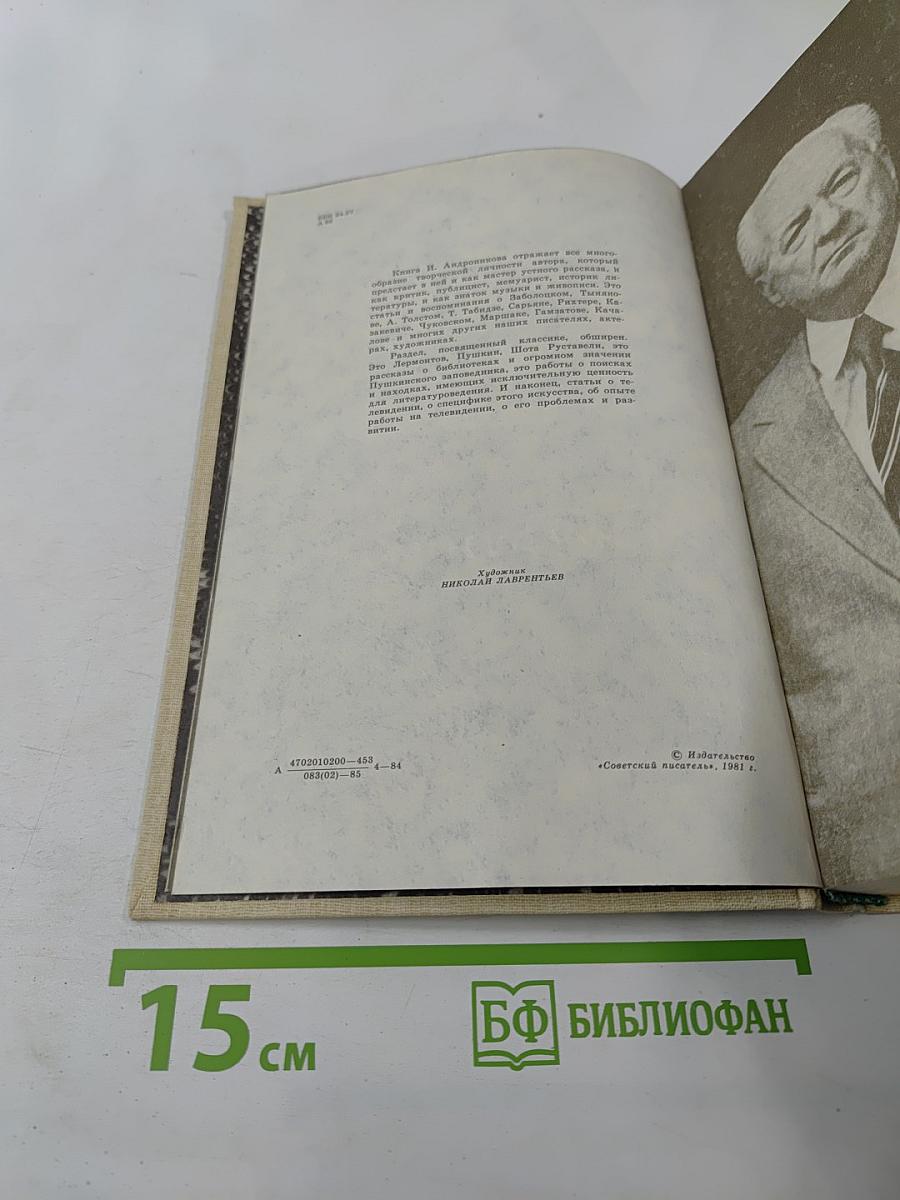 ББК 84.Р7
А 66
Книга И. Андроникова отражает все много-
образие творческой личности автора, который
предстает в ней и как мастер устного рассказа, и
как критик, публицист, мемуарист, историк ли-
тературы, и как знаток музыки и живописи. Это
статьи и воспоминания о Заболоцком, Тыняно-
ве, А. Толстом, Т. Табидзе, Сарьяне, Рихтере, Ка-
закевиче, Чуковском, Маршаке, Гамзатове, Кача-
лове и многих других наших писателях, акте-
рах, художниках.
Раздел, посвященный классике, обширен.
Это Лермонтов, Пушкин, Шота Руставели, это
рассказы о библиотеках и огромном значении
Пушкинского заповедника, это работы о поисках
и находках, имеющих исключительную ценность
для литературоведения. И наконец, статьи о те-
левидении, о специфике этого искусства, об опыте
работы на телевидении, о его проблемах и раз-
витии.
Художник
НИКОЛАЙ ЛАВРЕНТЬЕВ
А 4702010200—453 4—84
083(02)—85
© Издательство
«Советский писатель», 1981 г.
15 см
БФ БИБЛИОФАН